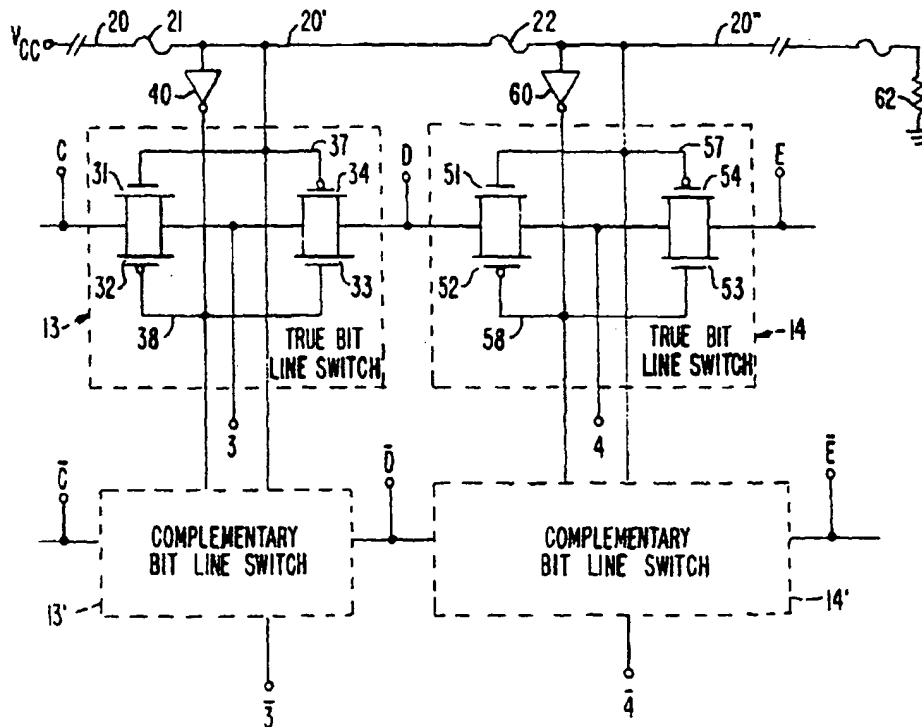 20 21 20' 22 20"
VCC
40 60 62
C 31 37 34 D 51 57 54 E
32 33 52 53
13 38 TRUE BIT
LINE SWITCH
58 TRUE BIT
LINE SWITCH 14
3 4
C̅ D̅ E̅
COMPLEMENTARY
BIT LINE SWITCH
COMPLEMENTARY
BIT LINE SWITCH
13' 14'
3̅ 4̅